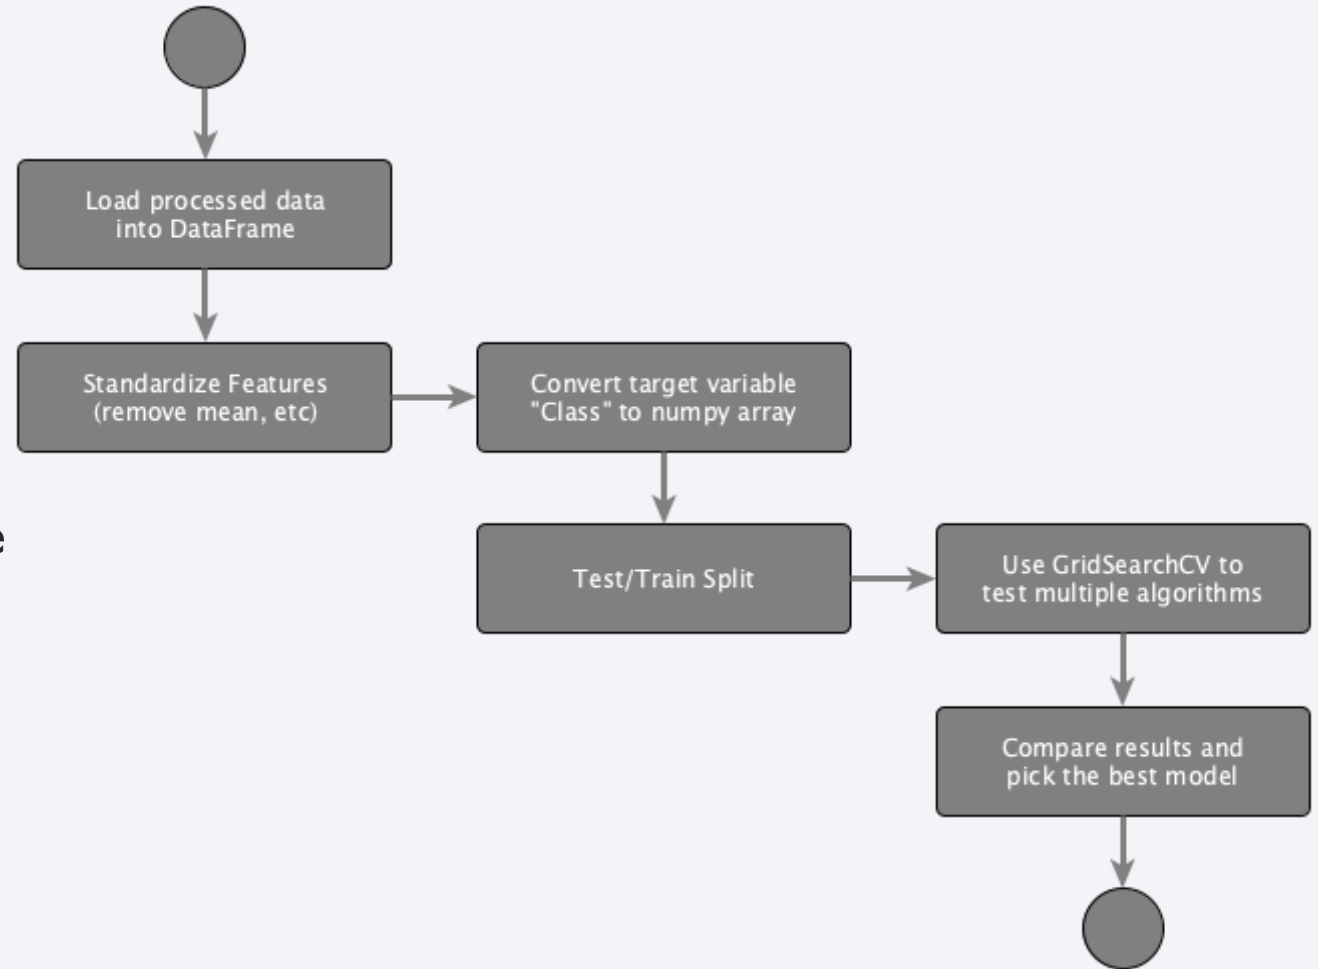 Load processed data
into DataFrame
Standardize Features
(remove mean, etc)
Convert target variable
"Class" to numpy array
e
Test/Train Split
Use GridSearchCV to
test multiple algorithms
Compare results and
pick the best model